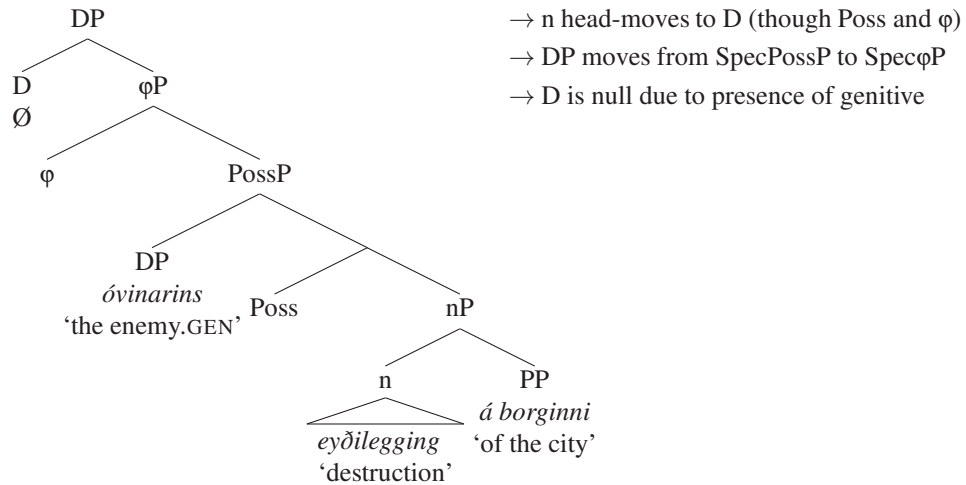 DP
→ n head-moves to D (though Poss and φ)
→ DP moves from SpecPossP to SpecφP
→ D is null due to presence of genitive
D φP
Ø
φ PossP
DP
óvinarins
‘the enemy.GEN’
Poss nP
n PP
eyðilegging
‘destruction’
á borginni
‘of the city’